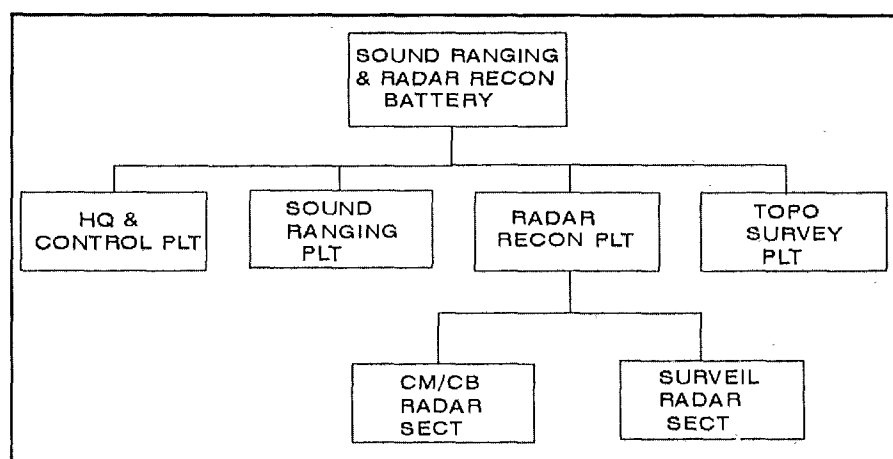 SOUND RANGING
& RADAR RECON
BATTERY
HQ &
CONTROL PLT
SOUND
RANGING
PLT
RADAR
RECON PLT
TOPO
SURVEY
PLT
CM/CB
RADAR
SECT
SURVEIL
RADAR
SECT